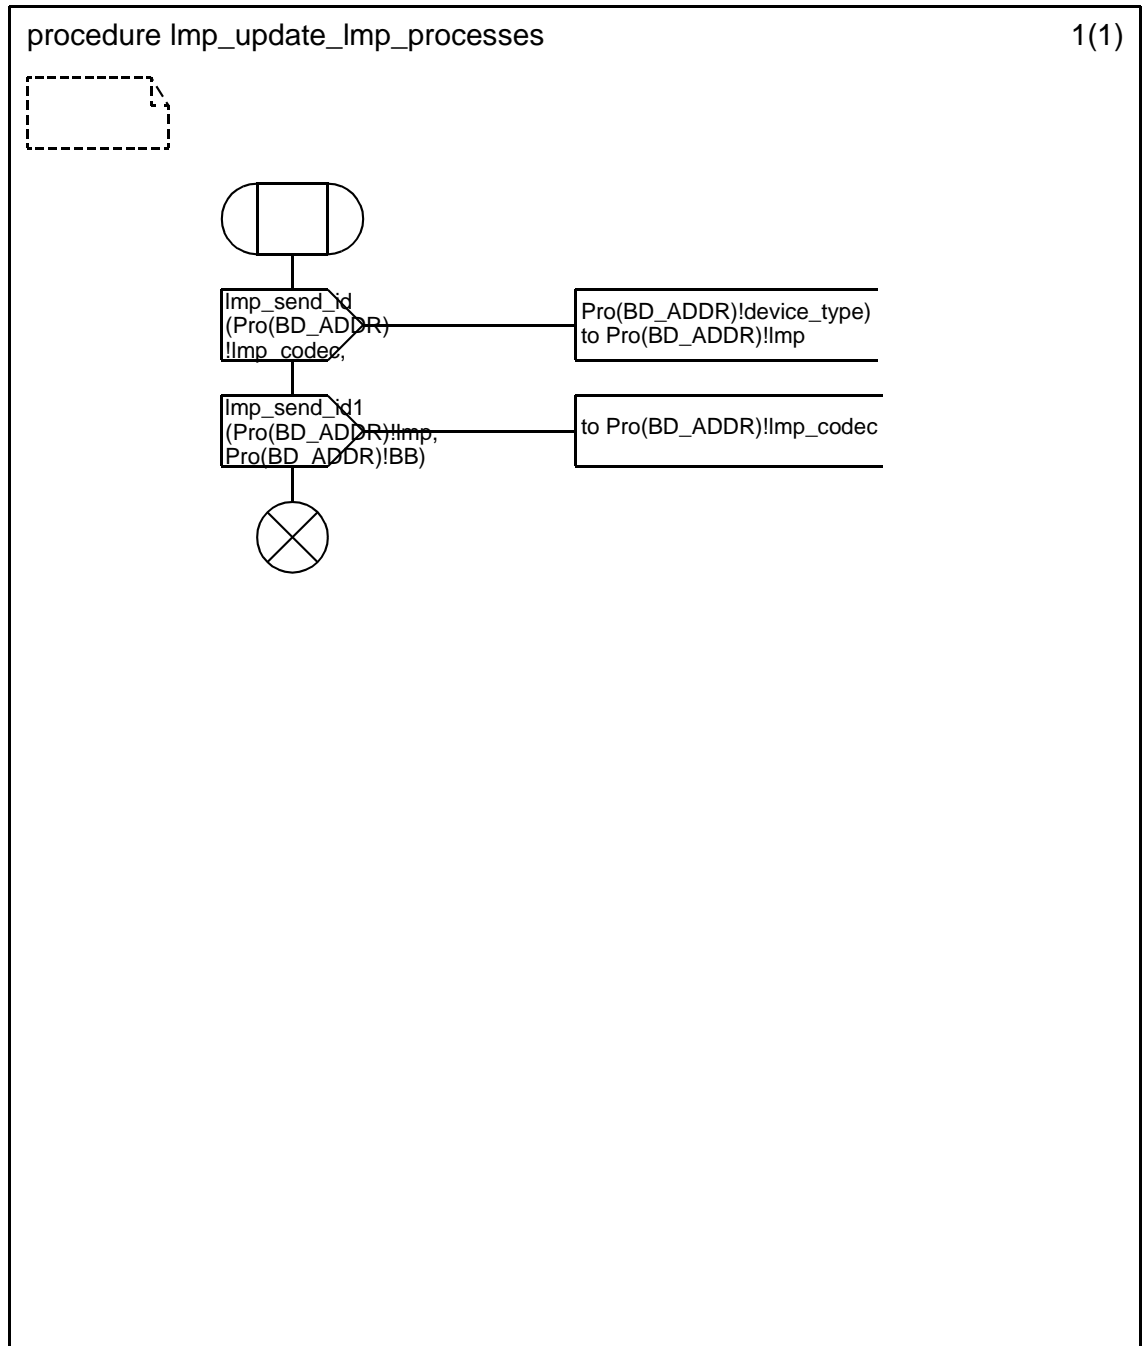 procedure lmp_update_lmp_processes
1(1)
lmp_send_id
(Pro(BD_ADDR)
!lmp_codec,
Pro(BD_ADDR)!device_type)
to Pro(BD_ADDR)!lmp
lmp_send_id1
(Pro(BD_ADDR)!lmp,
Pro(BD_ADDR)!BB)
to Pro(BD_ADDR)!lmp_codec